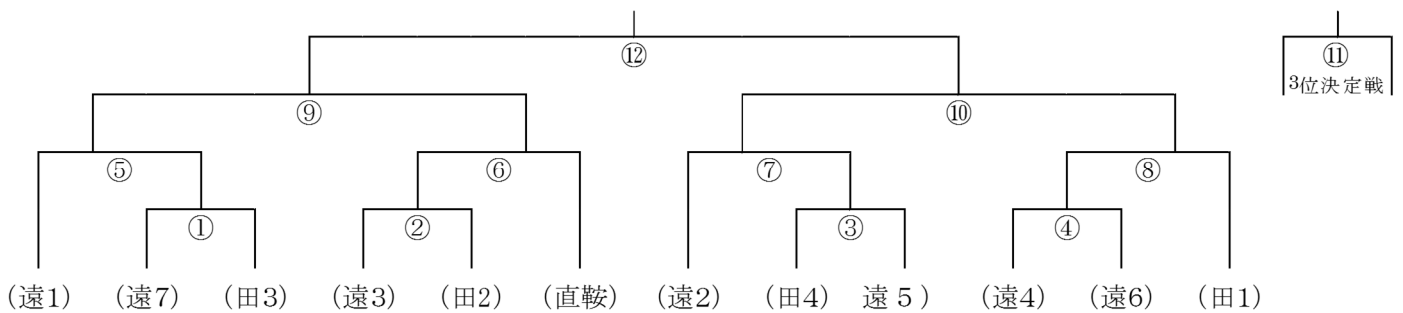 ⑫ ⑪
3位決定戦
⑨ ⑩
⑤ ⑥ ⑦ ⑧
① ② ③ ④
(遠1) (遠7) (田3) (遠3) (田2) (直鞍) (遠2) (田4) 遠5) (遠4) (遠6) (田1)